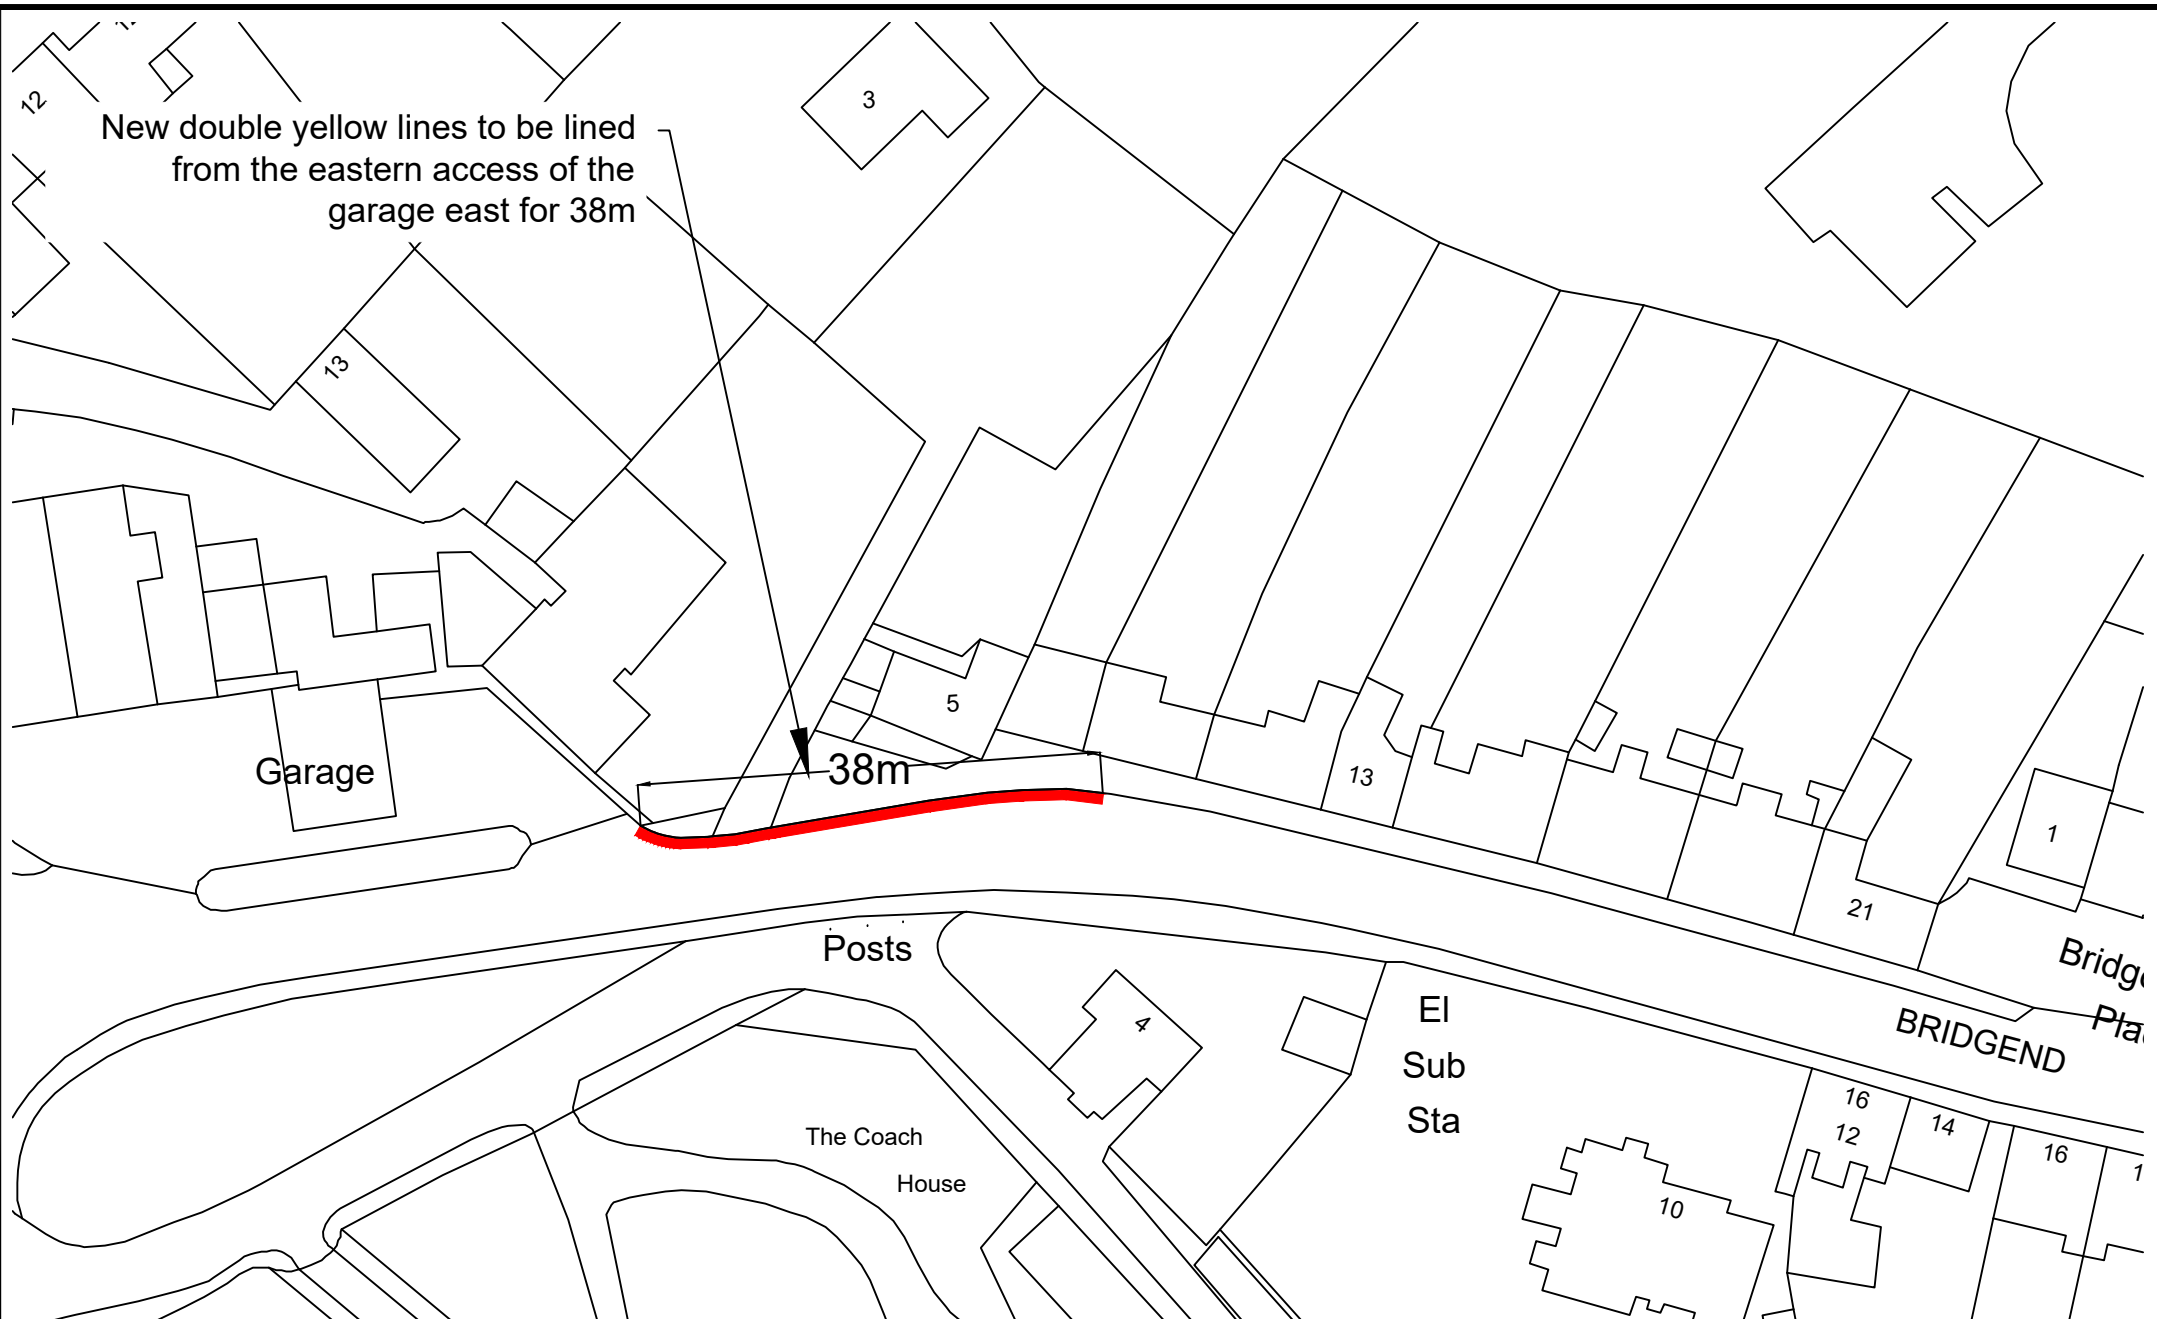 12
3
New double yellow lines to be lined
from the eastern access of the
garage east for 38m
13
5
Garage
38m
13
1
21
Posts
4
El
Sub
Sta
BRIDGEND
The Coach
House
16
12
14
16
10